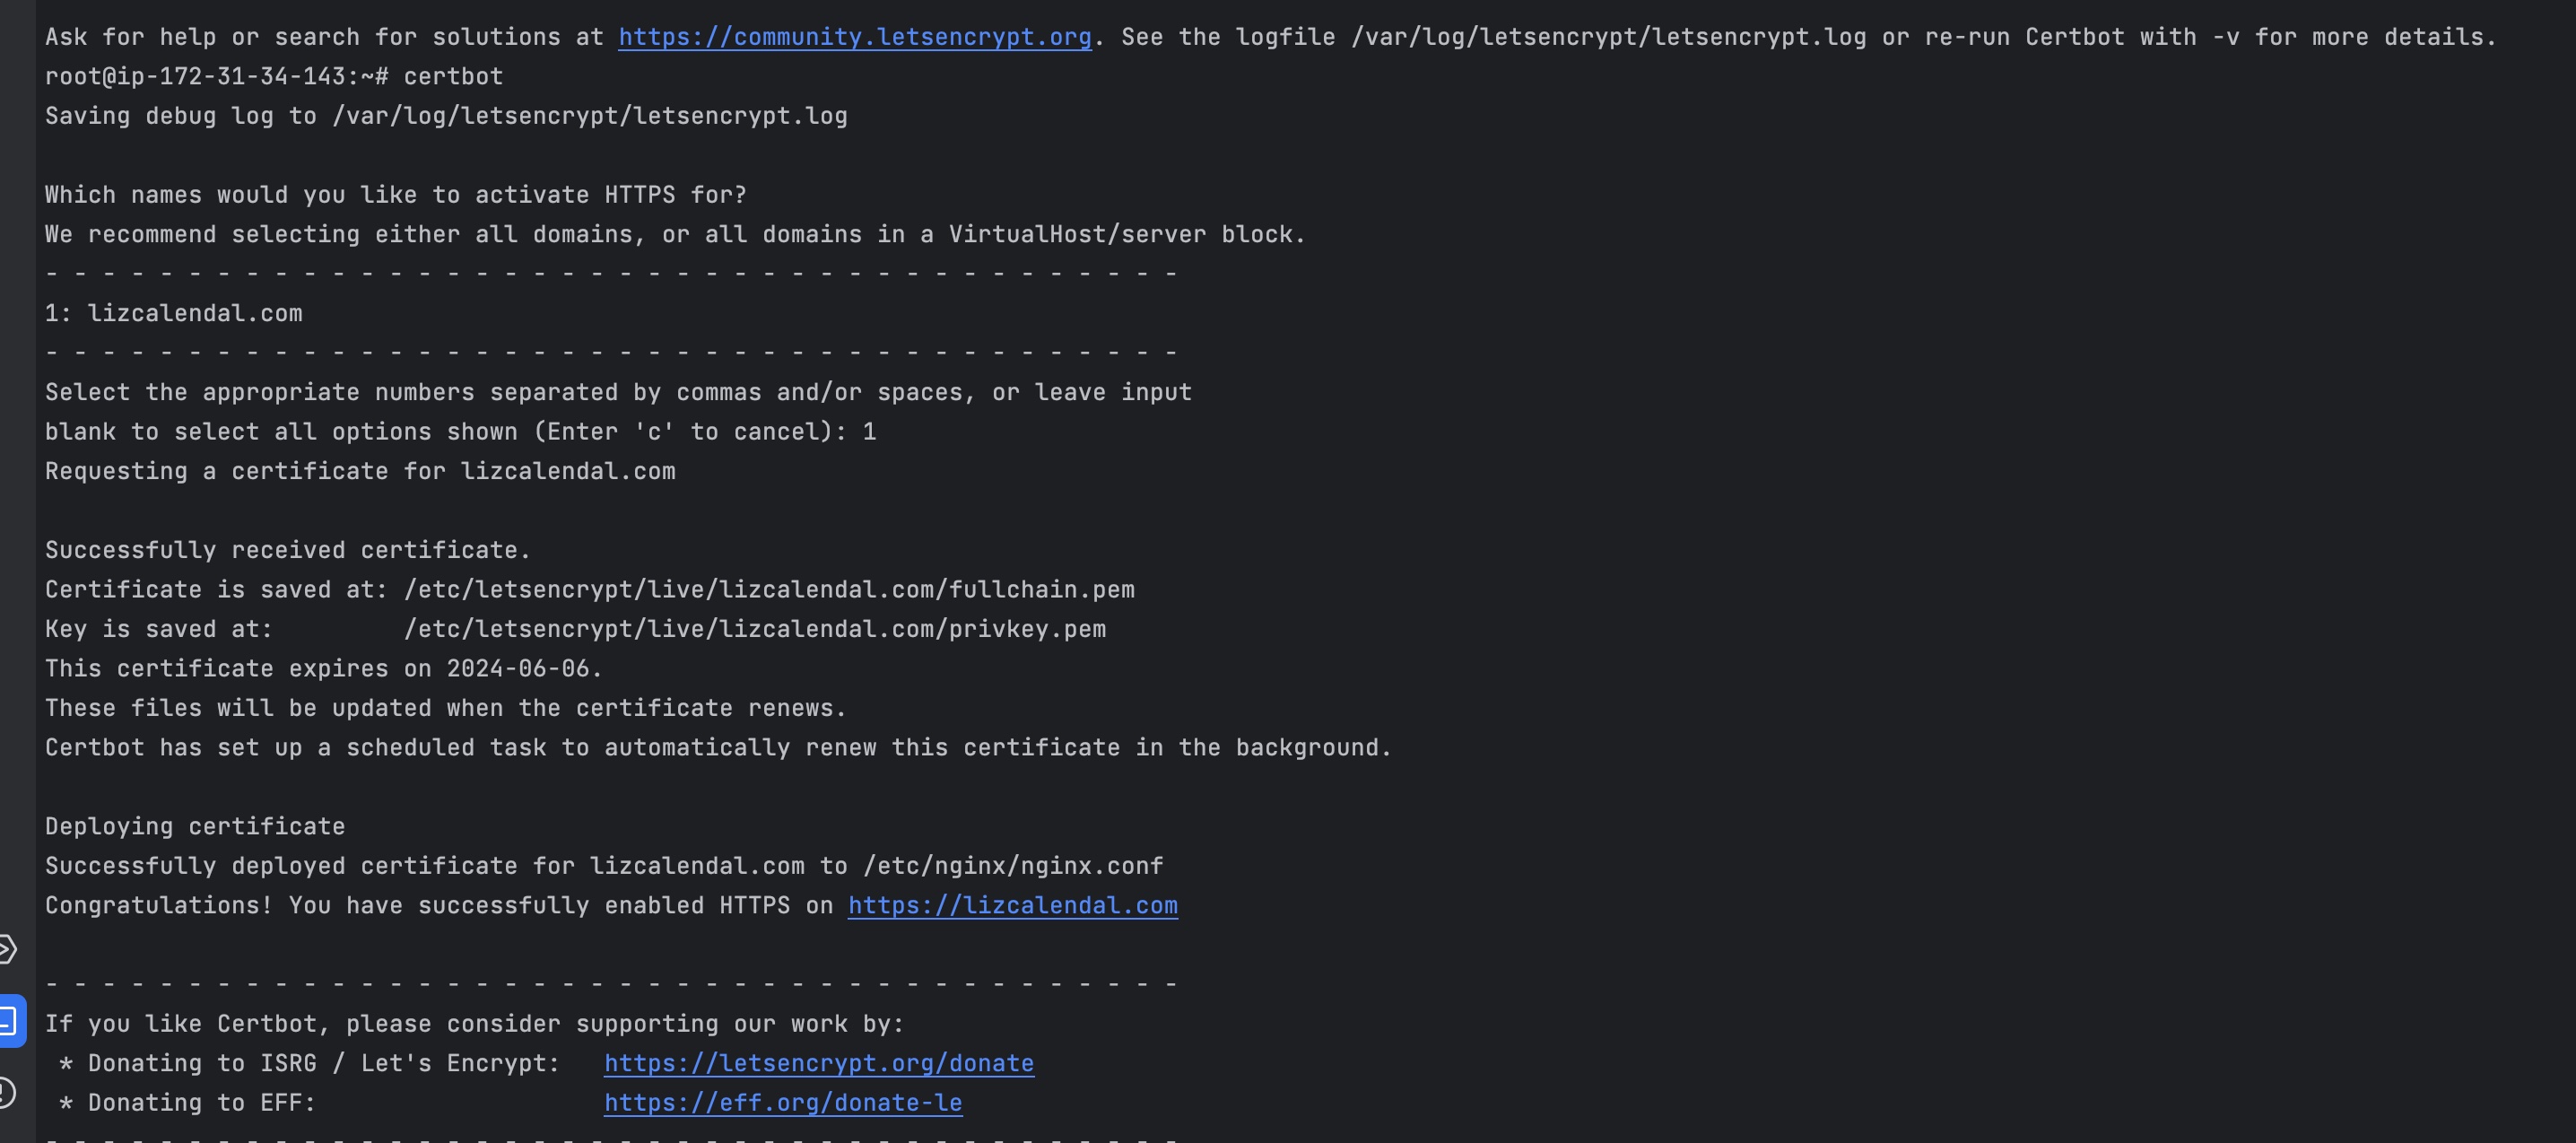 Ask for help or search for solutions at https://community.letsencrypt.org. See the logfile /var/log/letsencrypt/letsencrypt.log or re-run Certbot with -v for more details.
root@ip-172-31-34-143:~# certbot
Saving debug log to /var/log/letsencrypt/letsencrypt.log

Which names would you like to activate HTTPS for?
We recommend selecting either all domains, or all domains in a VirtualHost/server block.
- - - - - - - - - - - - - - - - - - - - - - - - - - - - - - - - - - - - - - - -
1: lizcalendal.com
- - - - - - - - - - - - - - - - - - - - - - - - - - - - - - - - - - - - - - - -
Select the appropriate numbers separated by commas and/or spaces, or leave input
blank to select all options shown (Enter 'c' to cancel): 1
Requesting a certificate for lizcalendal.com

Successfully received certificate.
Certificate is saved at: /etc/letsencrypt/live/lizcalendal.com/fullchain.pem
Key is saved at:         /etc/letsencrypt/live/lizcalendal.com/privkey.pem
This certificate expires on 2024-06-06.
These files will be updated when the certificate renews.
Certbot has set up a scheduled task to automatically renew this certificate in the background.

Deploying certificate
Successfully deployed certificate for lizcalendal.com to /etc/nginx/nginx.conf
Congratulations! You have successfully enabled HTTPS on https://lizcalendal.com

- - - - - - - - - - - - - - - - - - - - - - - - - - - - - - - - - - - - - - - -
If you like Certbot, please consider supporting our work by:
 * Donating to ISRG / Let's Encrypt:   https://letsencrypt.org/donate
 * Donating to EFF:                    https://eff.org/donate-le
- - - - - - - - - - - - - - - - - - - - - - - - - - - - - - - - - - - - - - - -